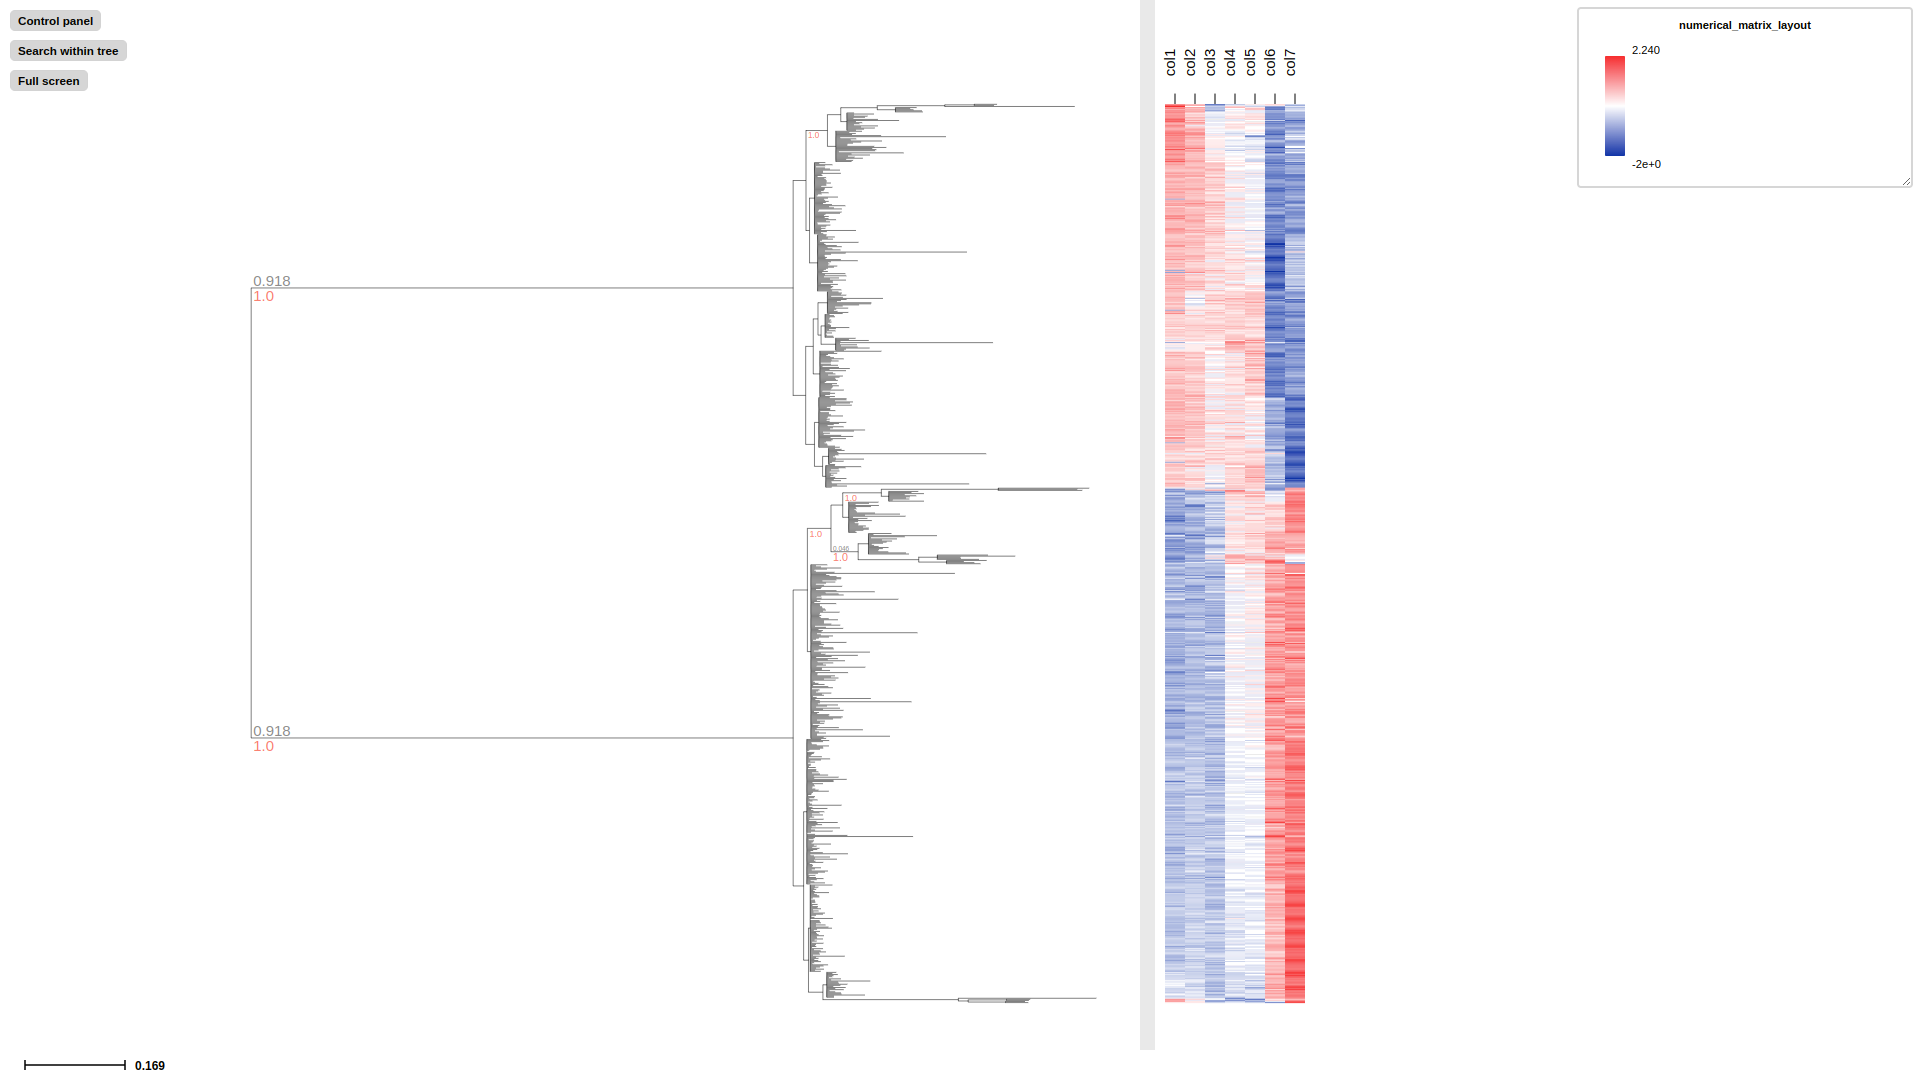 Control panel
Search within tree
Full screen
col1
col2
col3
col4
col5
col6
col7
numerical_matrix_layout
2.240
-2e+0
1.0
0.918
1.0
1.0
1.0
0.046
1.0
0.918
1.0
0.169